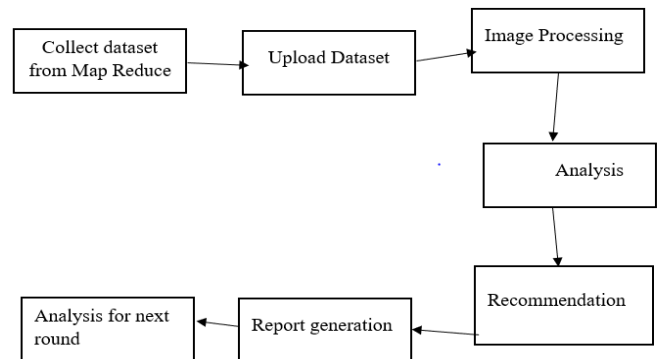 Collect dataset
from Map Reduce
Upload Dataset
Image Processing
Analysis
Recommendation
Report generation
Analysis for next
round